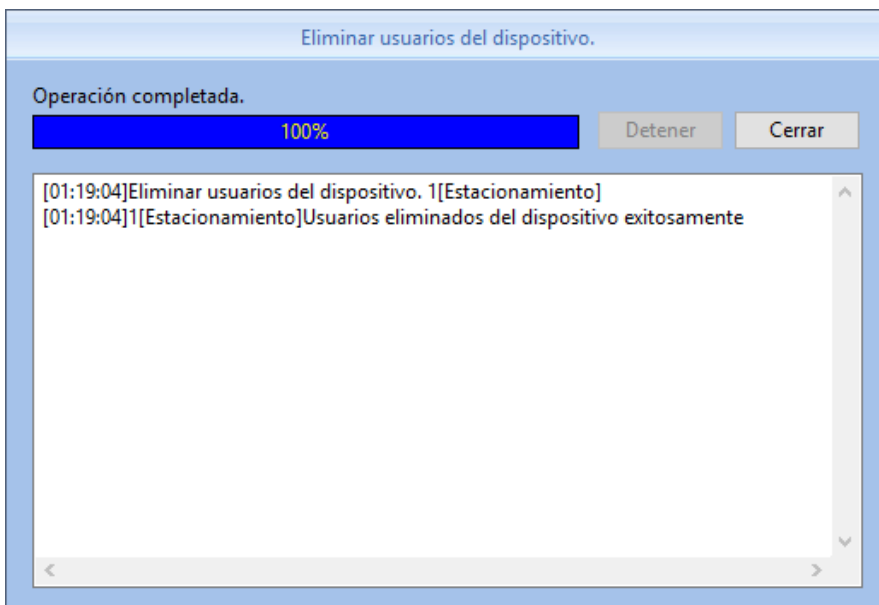 Eliminar usuarios del dispositivo.
Operación completada.
100%
Detener
Cerrar
[01:19:04]Eliminar usuarios del dispositivo. 1[Estacionamiento]
[01:19:04]1[Estacionamiento]Usuarios eliminados del dispositivo exitosamente